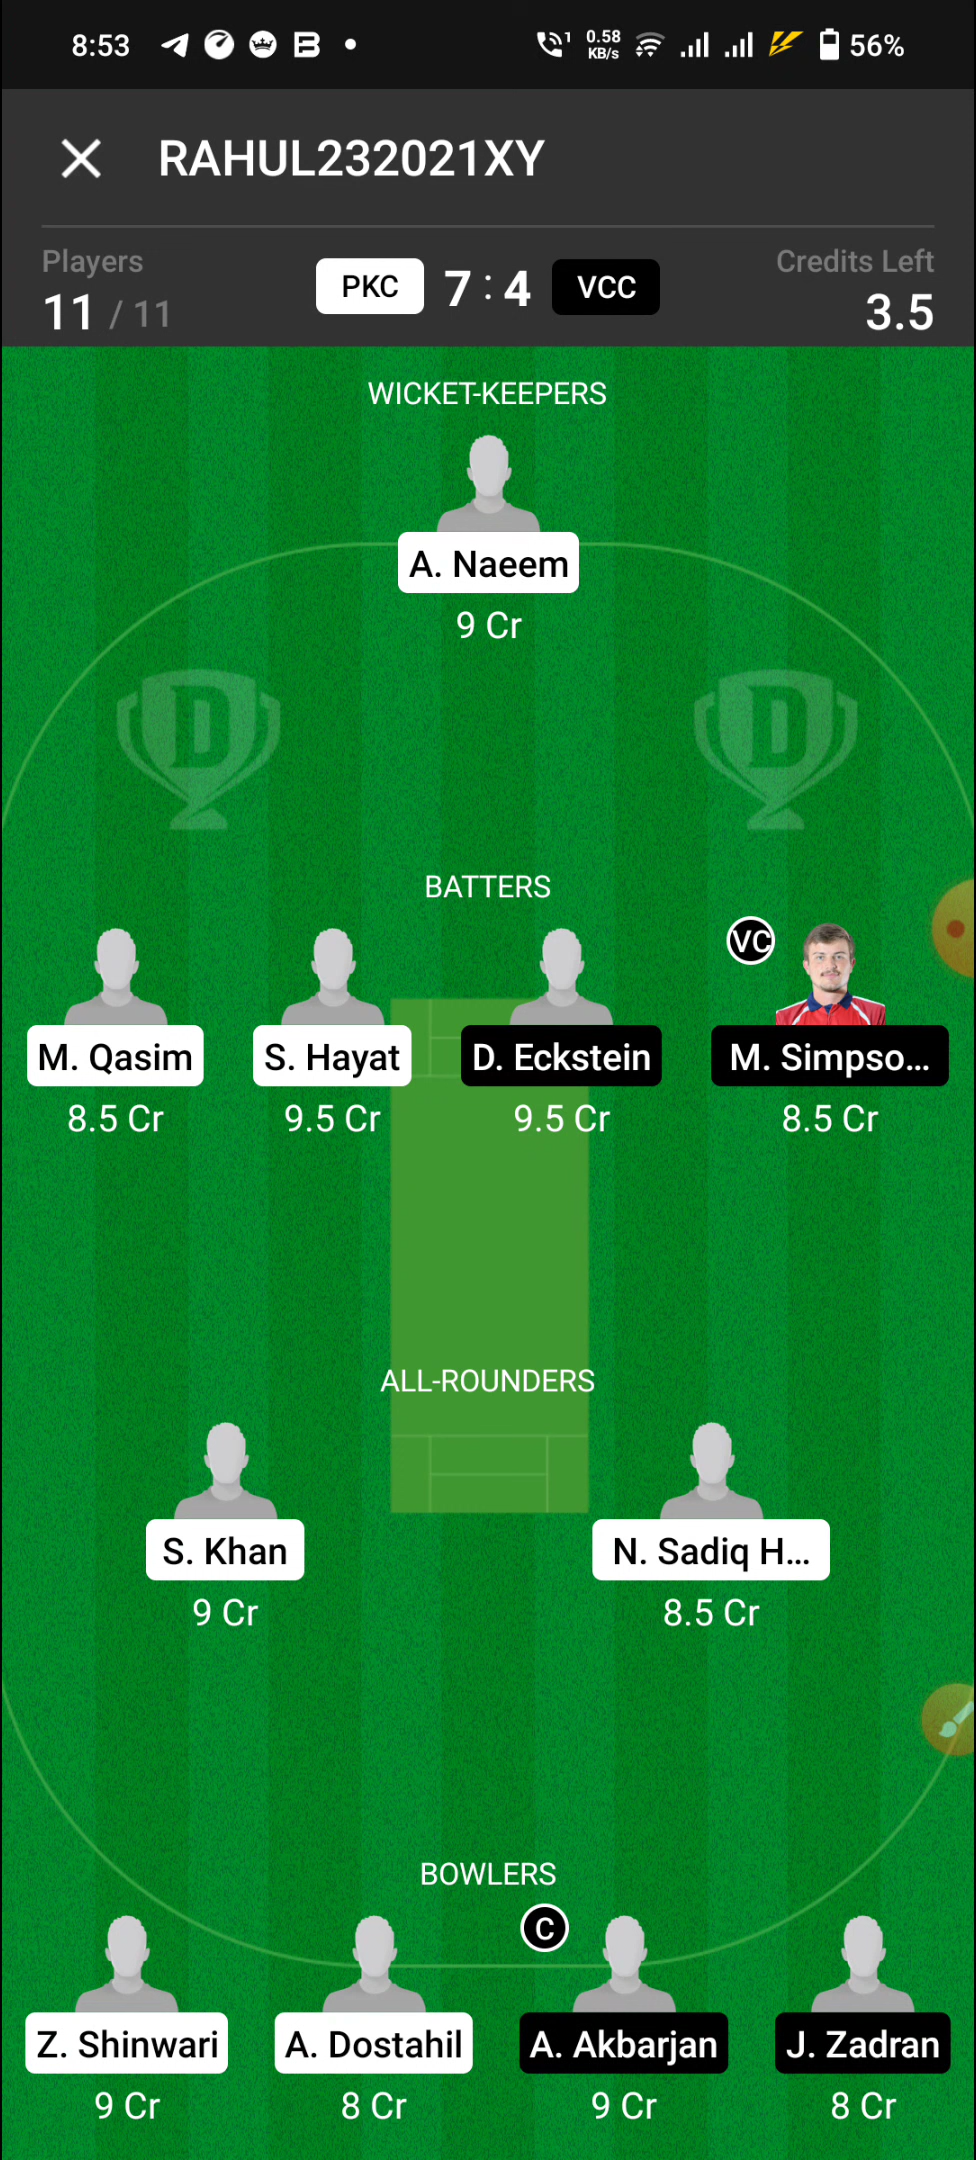 8:53
1 0.58 KB/s 56%
RAHUL232021XY
Players
11 / 11
PKC 7 : 4 VCC
Credits Left
3.5
WICKET-KEEPERS
A. Naeem
9 Cr
D D
BATTERS
VC
M. Qasim S. Hayat D. Eckstein M. Simpso...
8.5 Cr 9.5 Cr 9.5 Cr 8.5 Cr
ALL-ROUNDERS
S. Khan N. Sadiq H...
9 Cr 8.5 Cr
BOWLERS
C
Z. Shinwari A. Dostahil A. Akbarjan J. Zadran
9 Cr 8 Cr 9 Cr 8 Cr